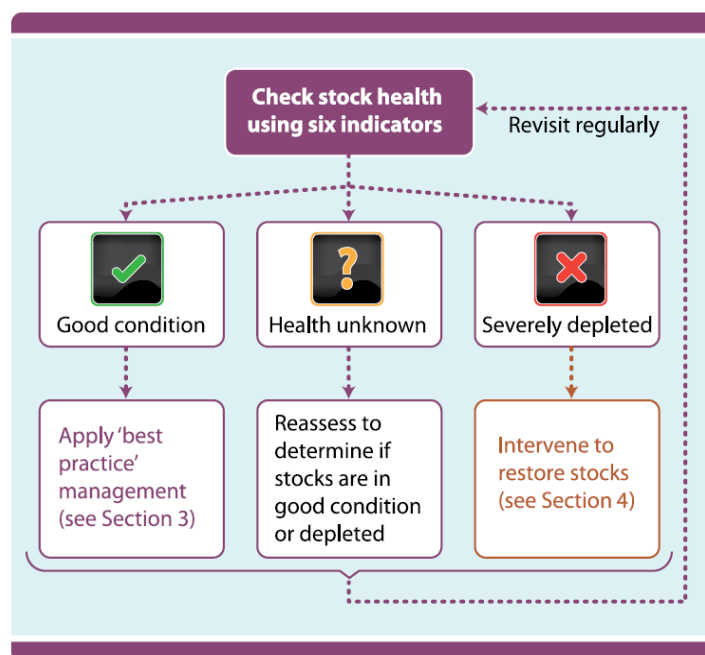 Check stock health
using six indicators
Revisit regularly
?
Good condition
Health unknown
Severely depleted
Apply ‘best
practice’
management
(see Section 3)
Reassess to
determine if
stocks are in
good condition
or depleted
Intervene to
restore stocks
(see Section 4)